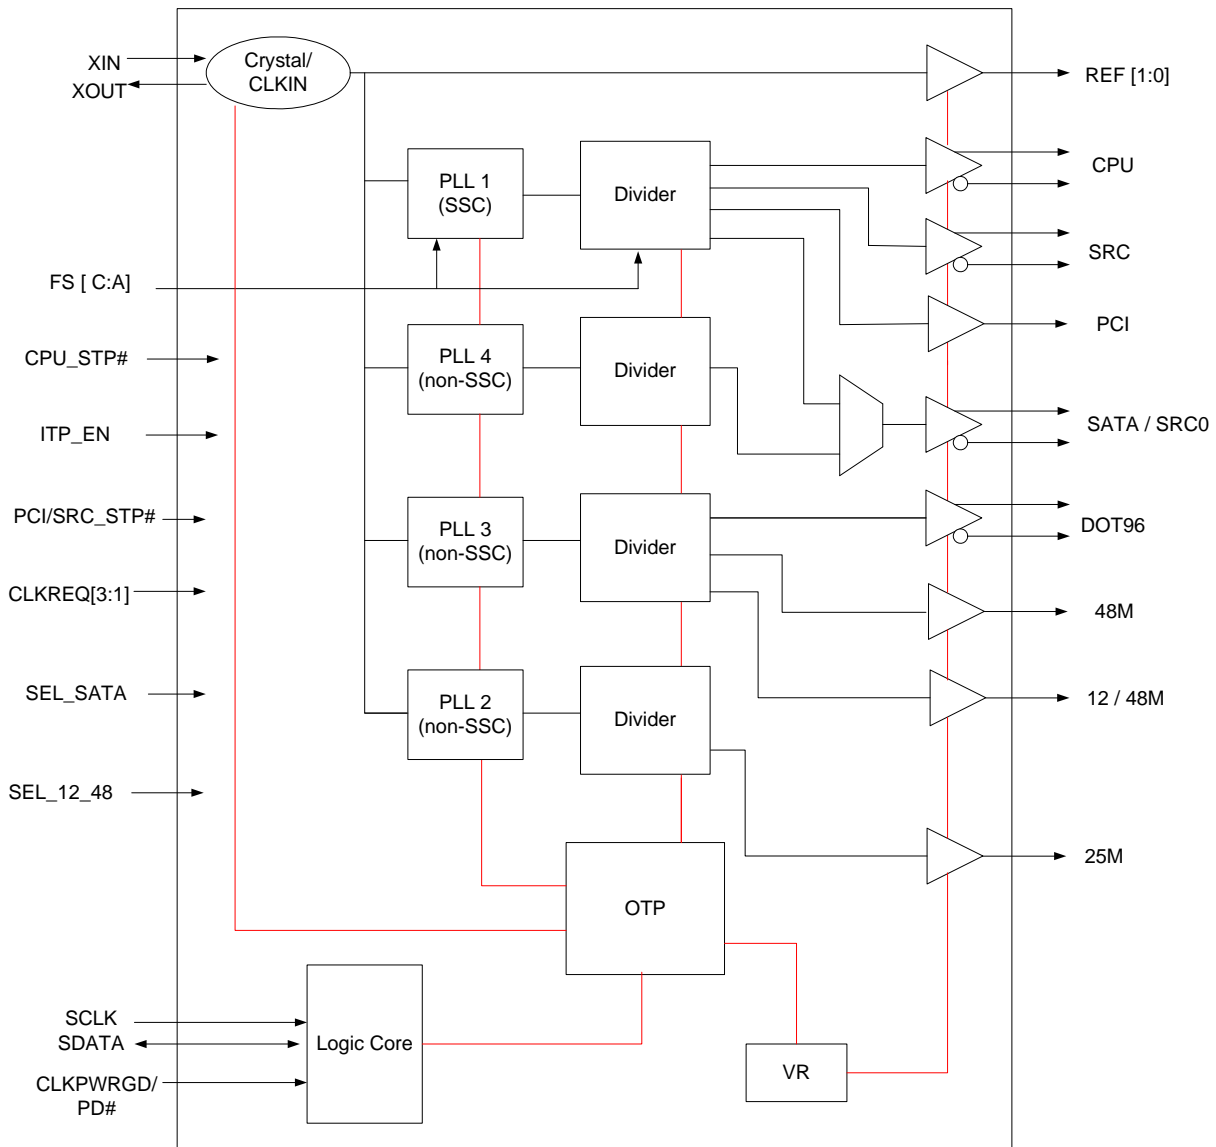 XIN
XOUT
Crystal/
CLKIN
REF [1:0]
PLL 1
(SSC)
Divider
CPU
SRC
FS [ C:A]
PCI
CPU_STP#
PLL 4
(non-SSC)
Divider
ITP_EN
SATA / SRC0
PCI/SRC_STP#
PLL 3
(non-SSC)
Divider
DOT96
CLKREQ[3:1]
48M
SEL_SATA
PLL 2
(non-SSC)
Divider
12 / 48M
SEL_12_48
25M
OTP
SCLK
SDATA
CLKPWRGD/
PD#
Logic Core
VR